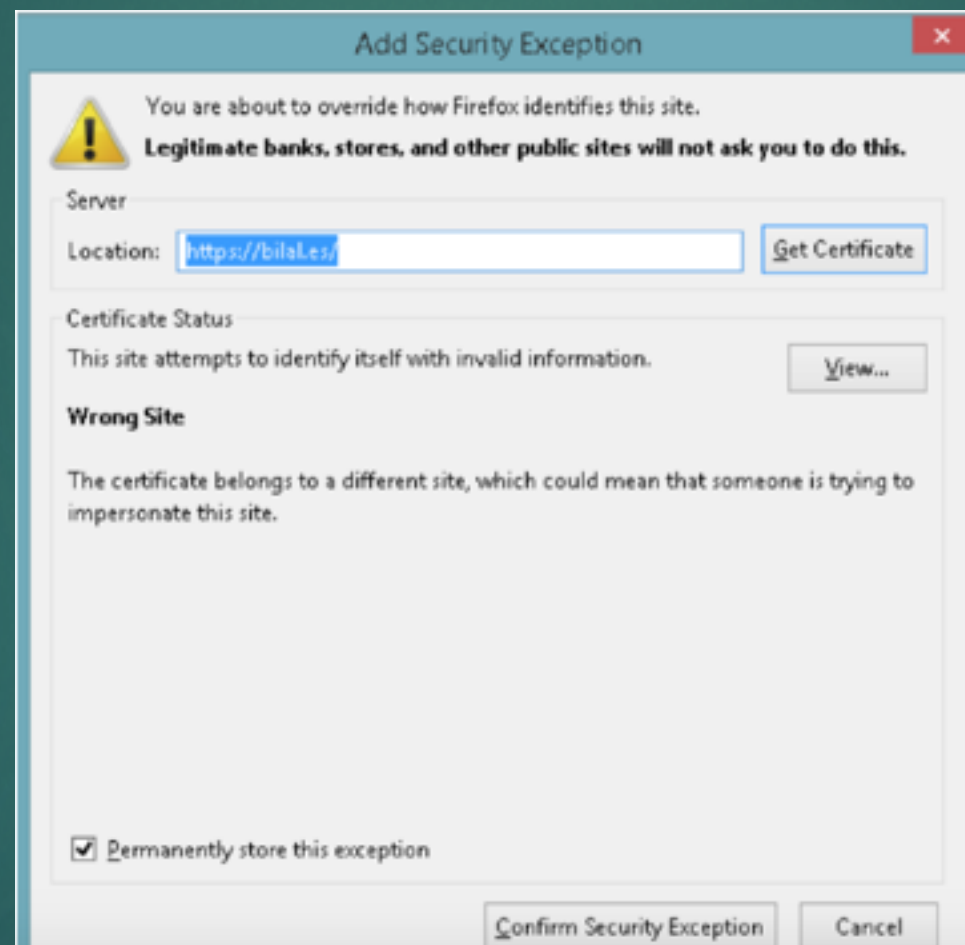 Add Security Exception
You are about to override how Firefox identifies this site.
Legitimate banks, stores, and other public sites will not ask you to do this.
Server
Location: https://bilal.es/ Get Certificate
Certificate Status
This site attempts to identify itself with invalid information. View...
Wrong Site
The certificate belongs to a different site, which could mean that someone is trying to
impersonate this site.
Permanently store this exception
Confirm Security Exception Cancel